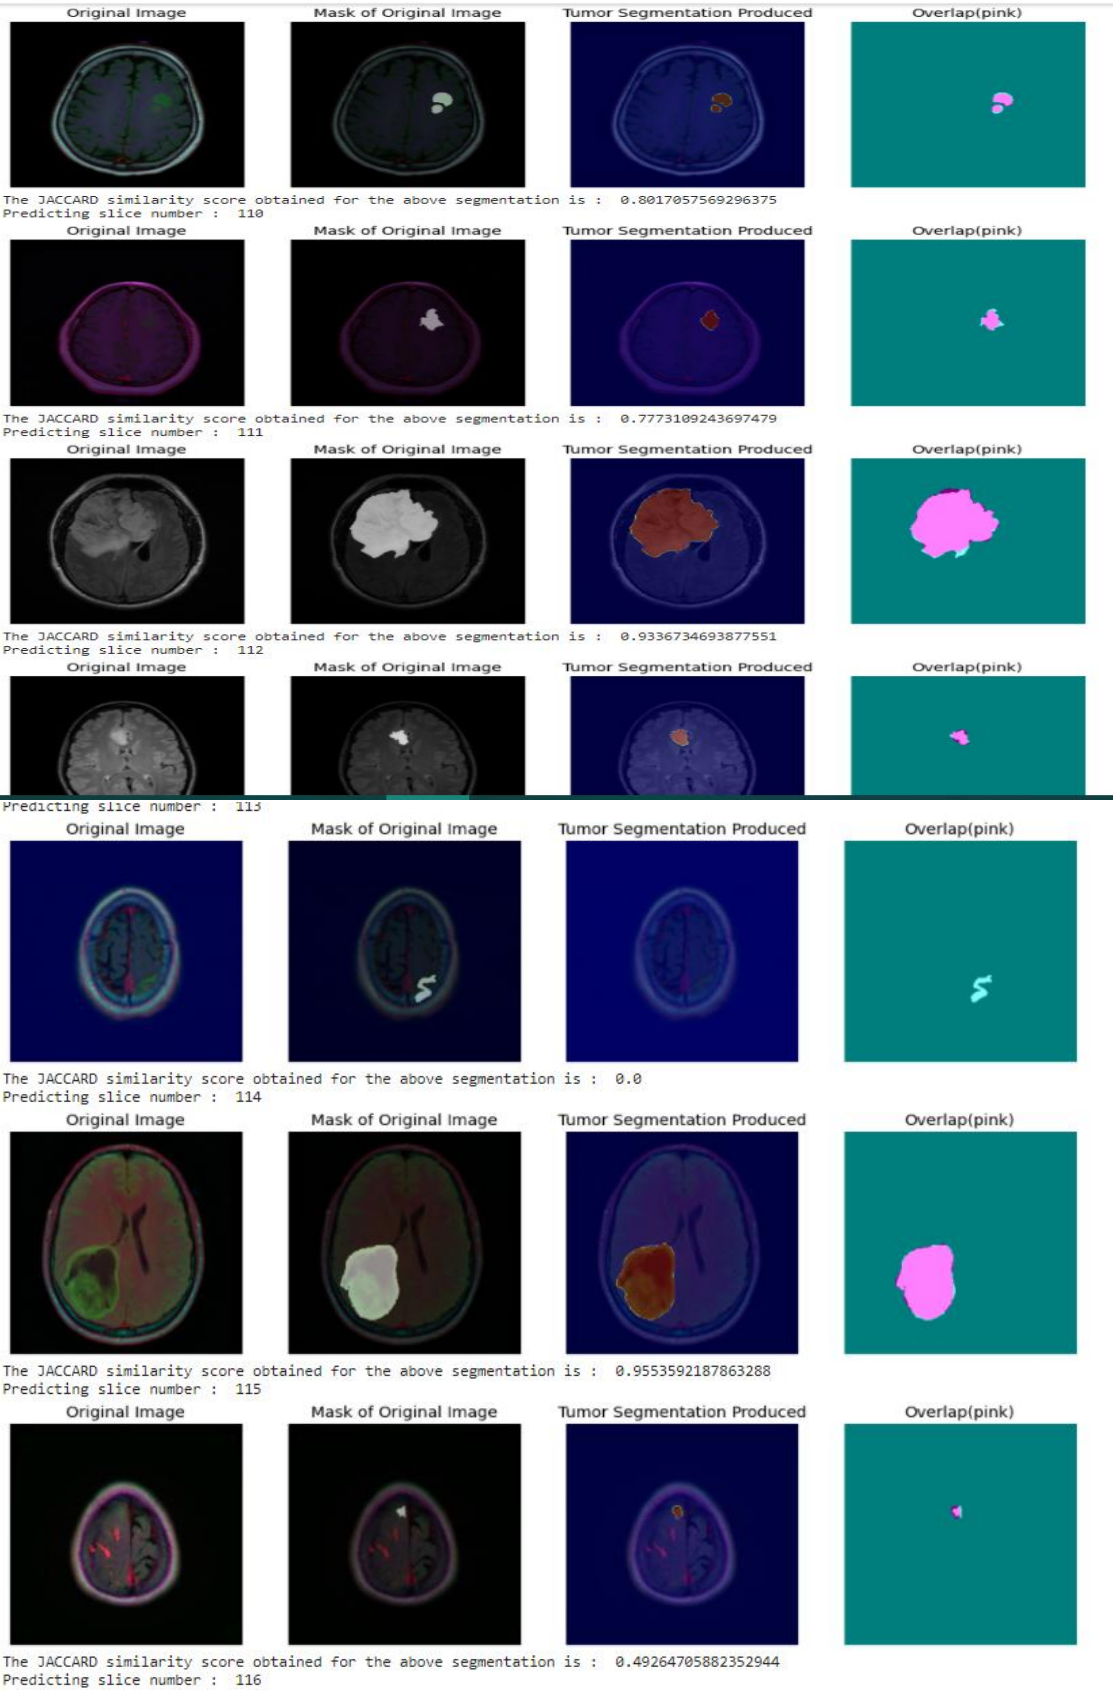 Original Image Mask of Original Image Tumor Segmentation Produced Overlap(pink)
The JACCARD similarity score obtained for the above segmentation is : 0.8017057569296375
Predicting slice number : 110
Original Image Mask of Original Image Tumor Segmentation Produced Overlap(pink)
The JACCARD similarity score obtained for the above segmentation is : 0.7773109243697479
Predicting slice number : 111
Original Image Mask of Original Image Tumor Segmentation Produced Overlap(pink)
The JACCARD similarity score obtained for the above segmentation is : 0.9336734693877551
Predicting slice number : 112
Original Image Mask of Original Image Tumor Segmentation Produced Overlap(pink)
Predicting slice number : 113
Original Image Mask of Original Image Tumor Segmentation Produced Overlap(pink)
The JACCARD similarity score obtained for the above segmentation is : 0.0
Predicting slice number : 114
Original Image Mask of Original Image Tumor Segmentation Produced Overlap(pink)
The JACCARD similarity score obtained for the above segmentation is : 0.9553592187863288
Predicting slice number : 115
Original Image Mask of Original Image Tumor Segmentation Produced Overlap(pink)
The JACCARD similarity score obtained for the above segmentation is : 0.49264705882352944
Predicting slice number : 116